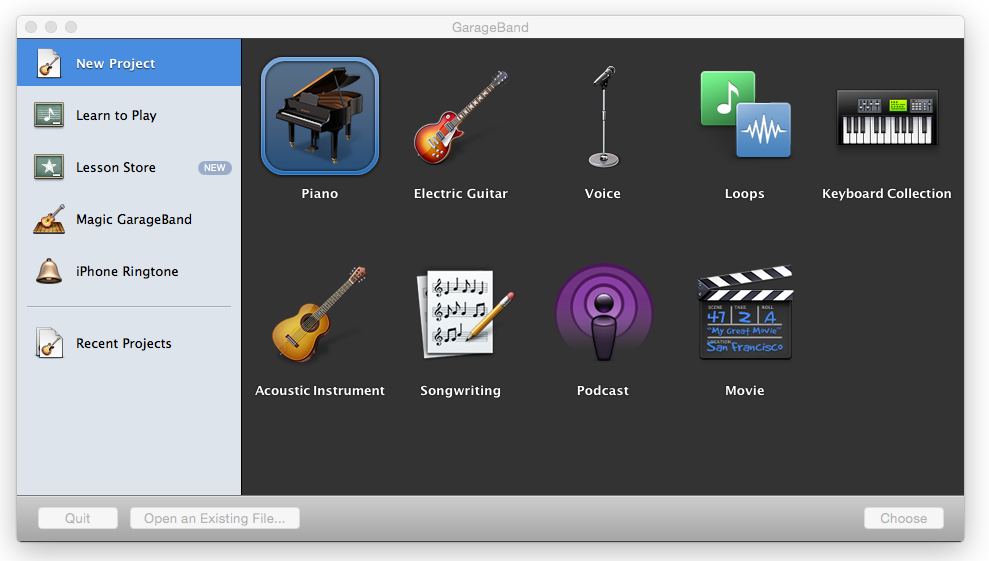 GarageBand
New Project
Learn to Play
Lesson Store NEW
Magic GarageBand
iPhone Ringtone
Recent Projects
Piano
Electric Guitar
Voice
Loops
Keyboard Collection
Acoustic Instrument
Songwriting
Podcast
SCENE TAKE ROLL
47 2 A
"My Great Movie"
LOCATION
San Francisco
Movie
Quit
Open an Existing File...
Choose